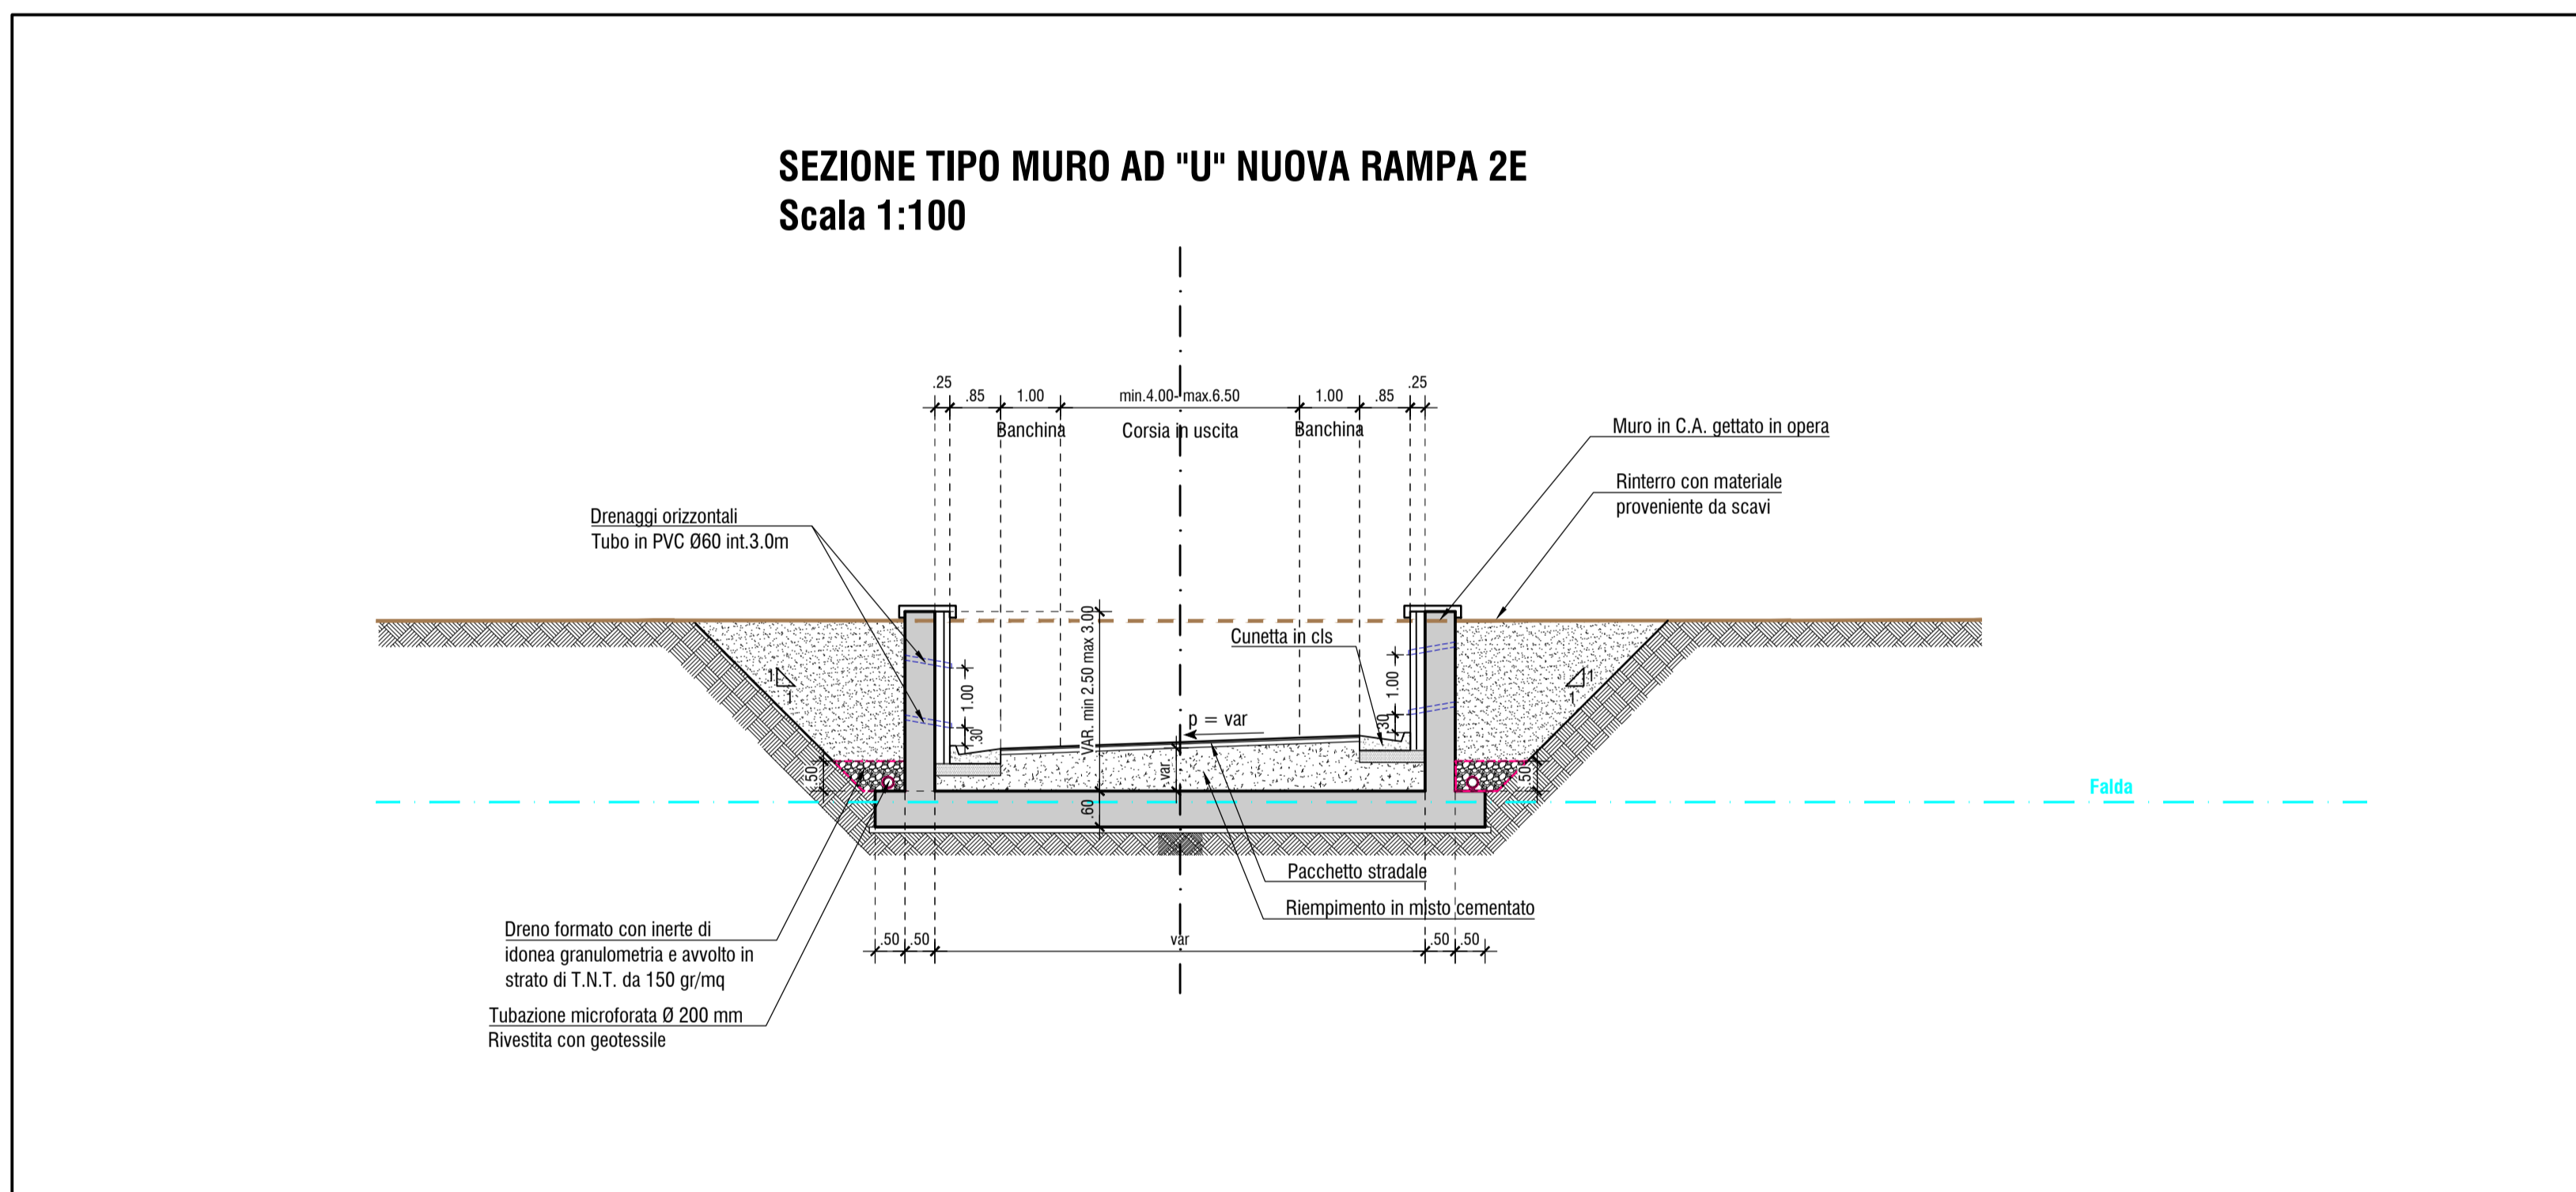 SEZIONE TIPO MURO AD "U" NUOVA RAMPA 2E
Scala 1:100
.25
.85
1.00
min.4.00- max.6.50
1.00
.85
.25
Banchina
Corsia in uscita
Banchina
Muro in C.A. gettato in opera
Rinterro con materiale
proveniente da scavi
Drenaggi orizzontali
Tubo in PVC Ø60 int.3.0m
Cunetta in cls
VAR. min 2.50 max 3.00
1
1
1.00
.30
p = var
1.00
.30
1
1
.50
var
.50
.60
Falda
Pacchetto stradale
Riempimento in misto cementato
Dreno formato con inerte di
idonea granulometria e avvolto in
strato di T.N.T. da 150 gr/mq
.50
.50
var
.50
.50
Tubazione microforata Ø 200 mm
Rivestita con geotessile